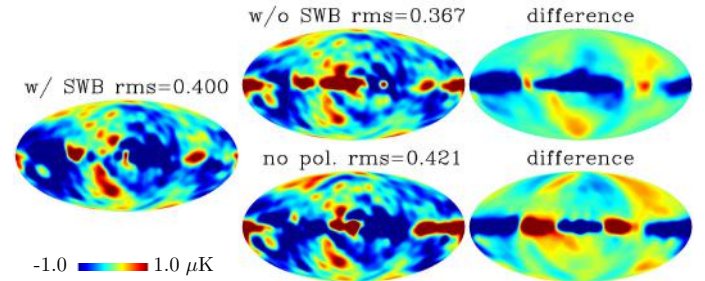 w/o SWB rms=0.367
difference
w/ SWB rms=0.400
no pol. rms=0.421
difference
-1.0 1.0 μK